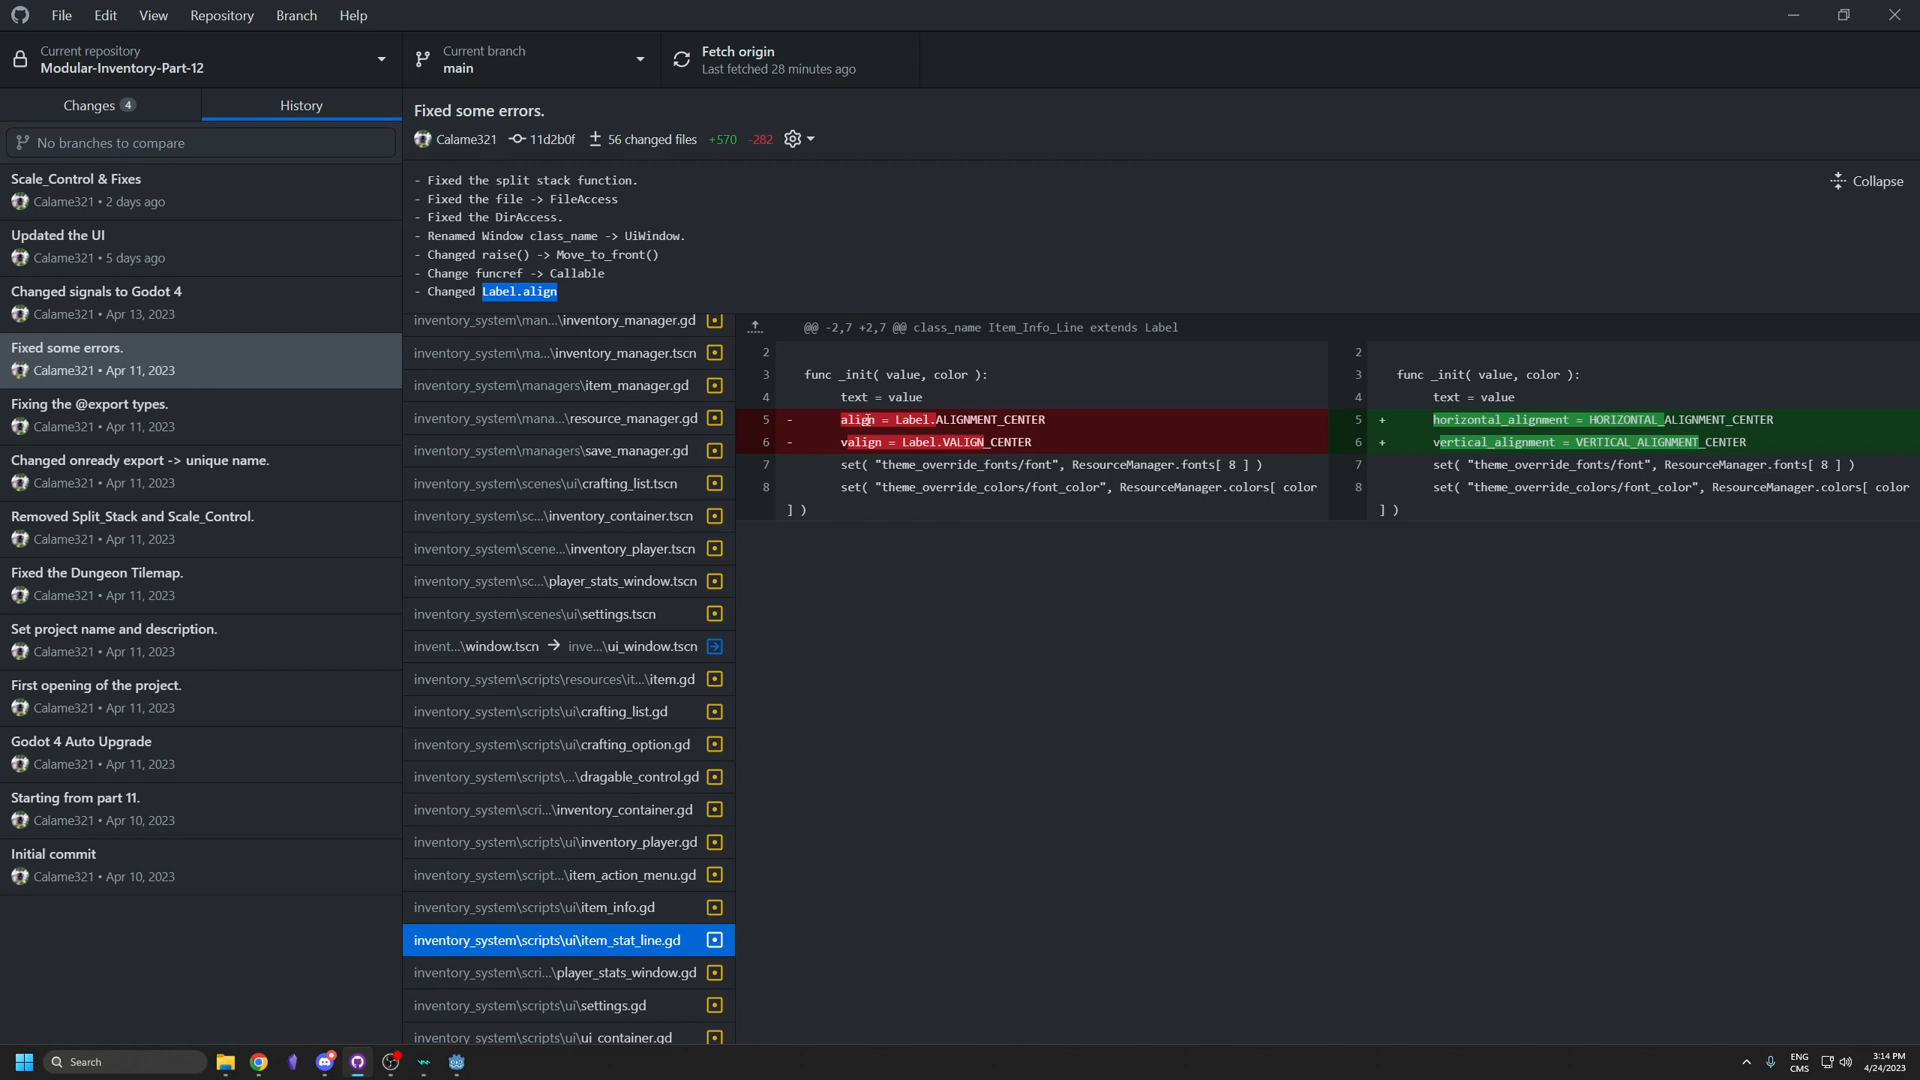 File Edit View Repository Branch Help
Current repository
Modular-Inventory-Part-12
Current branch
main
Fetch origin
Last fetched 28 minutes ago
Changes 4
History
No branches to compare
Scale_Control & Fixes
Calame321 • 2 days ago
Updated the UI
Calame321 • 5 days ago
Changed signals to Godot 4
Calame321 • Apr 13, 2023
Fixed some errors.
Calame321 • Apr 11, 2023
Fixing the @export types.
Calame321 • Apr 11, 2023
Changed onready export -> unique name.
Calame321 • Apr 11, 2023
Removed Split_Stack and Scale_Control.
Calame321 • Apr 11, 2023
Fixed the Dungeon Tilemap.
Calame321 • Apr 11, 2023
Set project name and description.
Calame321 • Apr 11, 2023
First opening of the project.
Calame321 • Apr 11, 2023
Godot 4 Auto Upgrade
Calame321 • Apr 11, 2023
Starting from part 11.
Calame321 • Apr 10, 2023
Initial commit
Calame321 • Apr 10, 2023
Fixed some errors.
Calame321 11d2b0f 56 changed files +570 -282
- Fixed the split stack function.
- Fixed the file -> FileAccess
- Fixed the DirAccess.
- Renamed Window class_name -> UiWindow.
- Changed raise() -> Move_to_front()
- Change funcref -> Callable
- Changed Label.align
Collapse
inventory_system\man...\inventory_manager.gd
inventory_system\ma...\inventory_manager.tscn
inventory_system\managers\item_manager.gd
inventory_system\mana...\resource_manager.gd
inventory_system\managers\save_manager.gd
inventory_system\scenes\ui\crafting_list.tscn
inventory_system\sc...\inventory_container.tscn
inventory_system\scene...\inventory_player.tscn
inventory_system\sc...\player_stats_window.tscn
inventory_system\scenes\ui\settings.tscn
invent...\window.tscn → inve...\ui_window.tscn
inventory_system\scripts\resources\it...\item.gd
inventory_system\scripts\ui\crafting_list.gd
inventory_system\scripts\ui\crafting_option.gd
inventory_system\scripts\...\dragable_control.gd
inventory_system\scri...\inventory_container.gd
inventory_system\scripts\ui\inventory_player.gd
inventory_system\script...\item_action_menu.gd
inventory_system\scripts\ui\item_info.gd
inventory_system\scripts\ui\item_stat_line.gd
inventory_system\scri...\player_stats_window.gd
inventory_system\scripts\ui\settings.gd
inventory_system\scripts\ui\ui_container.gd
@@ -2,7 +2,7 @@ class_name Item_Info_Line extends Label
2
3 func _init( value, color ):
4 text = value
5 - align = Label.ALIGNMENT_CENTER
6 - valign = Label.VALIGN_CENTER
7 set( "theme_override_fonts/font", ResourceManager.fonts[ 8 ] )
8 set( "theme_override_colors/font_color", ResourceManager.colors[ color
] )
2
3 func _init( value, color ):
4 text = value
5 + horizontal_alignment = HORIZONTAL_ALIGNMENT_CENTER
6 + vertical_alignment = VERTICAL_ALIGNMENT_CENTER
7 set( "theme_override_fonts/font", ResourceManager.fonts[ 8 ] )
8 set( "theme_override_colors/font_color", ResourceManager.colors[ color
] )
Search
ENG
CMS
3:14 PM
4/24/2023